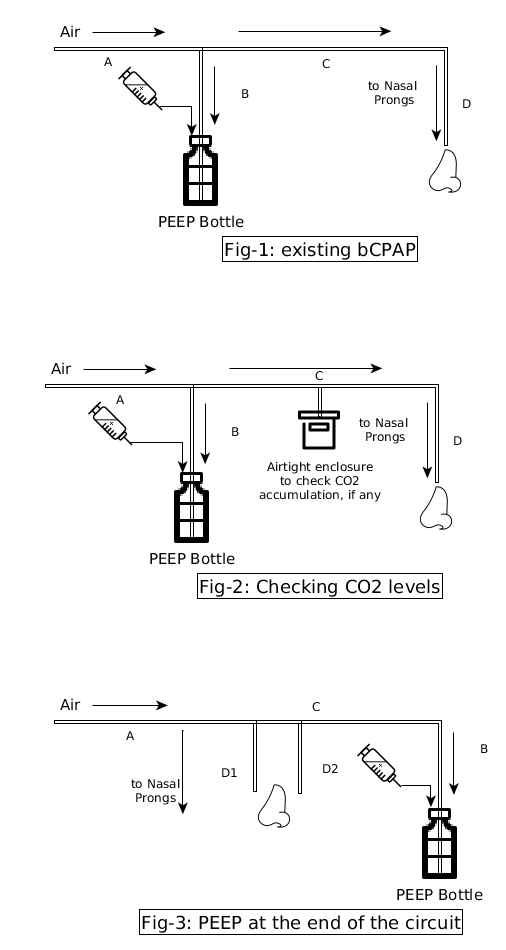 Air
A
C
B
to Nasal
Prongs
D
PEEP Bottle
Fig-1: existing bCPAP
Air
C
A
B
to Nasal
Prongs
D
Airtight enclosure
to check CO2
accumulation, if any
PEEP Bottle
Fig-2: Checking CO2 levels
Air
C
A
B
D1
D2
to Nasal
Prongs
PEEP Bottle
Fig-3: PEEP at the end of the circuit